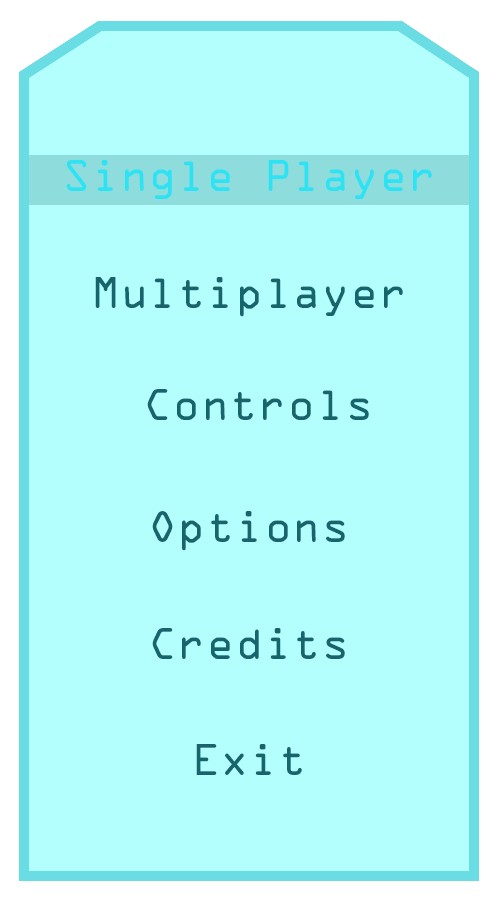 Single Player
Multiplayer
Controls
Options
Credits
Exit